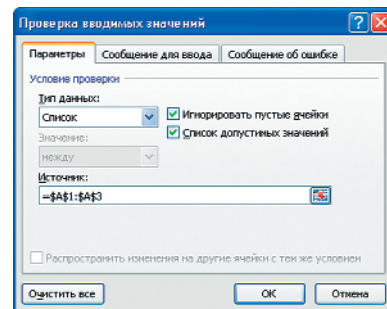 Проверка вводимых значений
Параметры Сообщение для ввода Сообщение об ошибке
Условие проверки
Тип данных:
Список Игнорировать пустые ячейки
Значение: Список допустимых значений
между
Источник:
=$A$1:$A$3
Распространить изменения на другие ячейки с тем же условием
Очистить все ОК Отмена